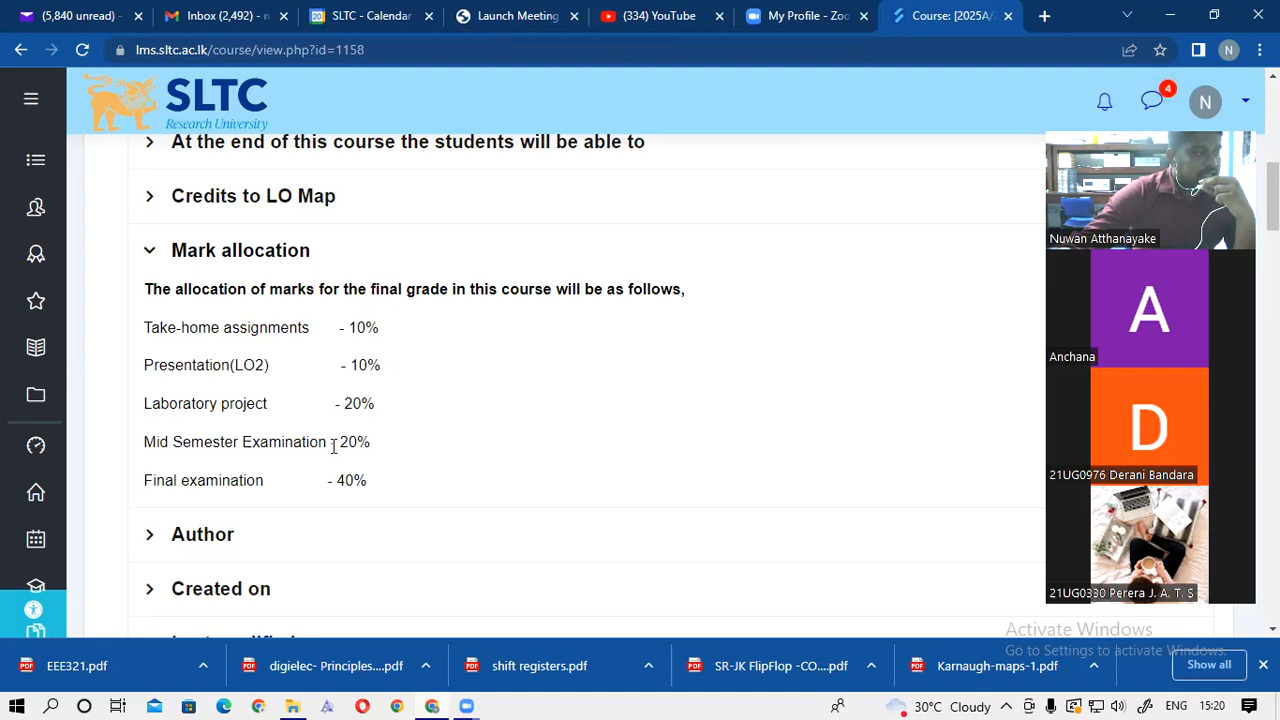 (5,840 unread) -
Inbox (2,492) - n
SLTC - Calendar
Launch Meeting
(334) YouTube
My Profile - Zoo
Course: [2025A/
lms.sltc.ac.lk/course/view.php?id=1158
N
SLTC
Research University
4
N
At the end of this course the students will be able to
Credits to LO Map
Mark allocation
The allocation of marks for the final grade in this course will be as follows,
Take-home assignments - 10%
Presentation(LO2) - 10%
Laboratory project - 20%
Mid Semester Examination - 20%
Final examination - 40%
Author
Created on
Nuwan Atthanayake
A
Anchana
D
21UG0976 Derani Bandara
21UG0330 Perera J. A. T. S
Activate Windows
Go to Settings to activate Windows.
EEE321.pdf
digielec- Principles....pdf
shift registers.pdf
SR-JK FlipFlop -CO....pdf
Karnaugh-maps-1.pdf
Show all
30°C Cloudy
ENG
15:20